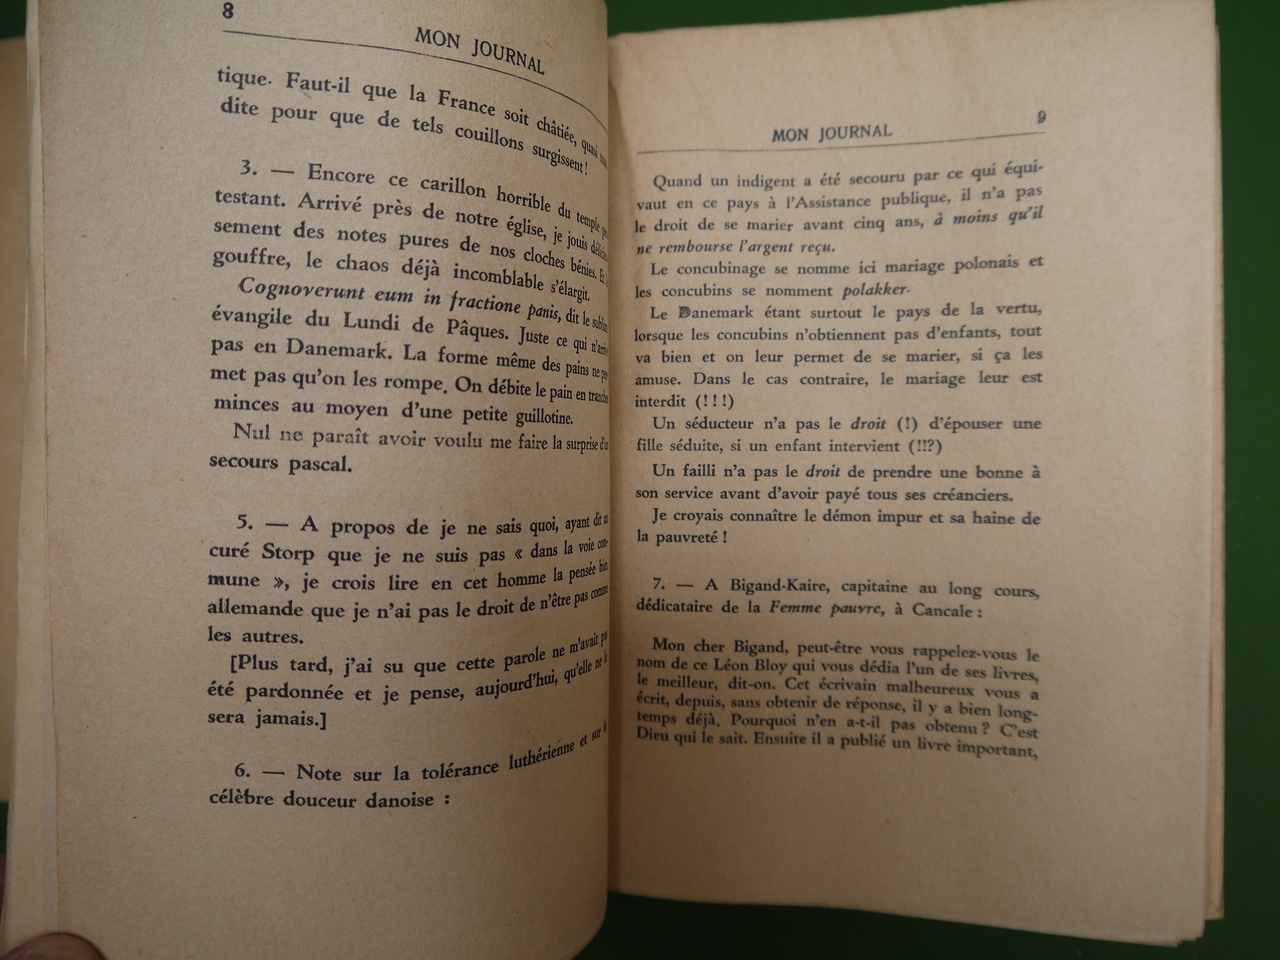 8
MON JOURNAL
tique. Faut-il que la France soit châtiée, quasi
dite pour que de tels couillons surgissent !
3. — Encore ce carillon horrible du temple
testant. Arrivé près de notre église, je jouis
sement des notes pures de nos cloches bénies. Et
gouffre, le chaos déjà incomblable s'élargit.
Cognoverunt eum in fractione panis, dit le
évangile du Lundi de Pâques. Juste ce qui
pas en Danemark. La forme même des pains ne
met pas qu'on les rompe. On débite le pain en
minces au moyen d'une petite guillotine.
Nul ne paraît avoir voulu me faire la surprise
secours pascal.
5. — A propos de je ne sais quoi, ayant dit au
curé Storp que je ne suis pas « dans la voie com-
mune », je crois lire en cet homme la pensée bien
allemande que je n'ai pas le droit de n'être pas comme
les autres.
[Plus tard, j'ai su que cette parole ne m'avait pas
été pardonnée et je pense, aujourd'hui, qu'elle ne le
sera jamais.]
6. — Note sur la tolérance luthérienne et sur la
célèbre douceur danoise :
MON JOURNAL
9
Quand un indigent a été secouru par ce qui équi-
vaut en ce pays à l'Assistance publique, il n'a pas
le droit de se marier avant cinq ans, à moins qu'il
ne rembourse l'argent reçu.
Le concubinage se nomme ici mariage polonais et
les concubins se nomment polakker.
Le Danemark étant surtout le pays de la vertu,
lorsque les concubins n'obtiennent pas d'enfants, tout
va bien et on leur permet de se marier, si ça les
amuse. Dans le cas contraire, le mariage leur est
interdit (! ! !)
Un séducteur n'a pas le droit (!) d'épouser une
fille séduite, si un enfant intervient (!!?)
Un failli n'a pas le droit de prendre une bonne à
son service avant d'avoir payé tous ses créanciers.
Je croyais connaître le démon impur et sa haine de
la pauvreté !
7. — A Bigand-Kaire, capitaine au long cours,
dédicataire de la Femme pauvre, à Cancale :
Mon cher Bigand, peut-être vous rappelez-vous le
nom de ce Léon Bloy qui vous dédia l'un de ses livres,
le meilleur, dit-on. Cet écrivain malheureux vous a
écrit, depuis, sans obtenir de réponse, il y a bien long-
temps déjà. Pourquoi n'en a-t-il pas obtenu ? C'est
Dieu qui le sait. Ensuite il a publié un livre important,